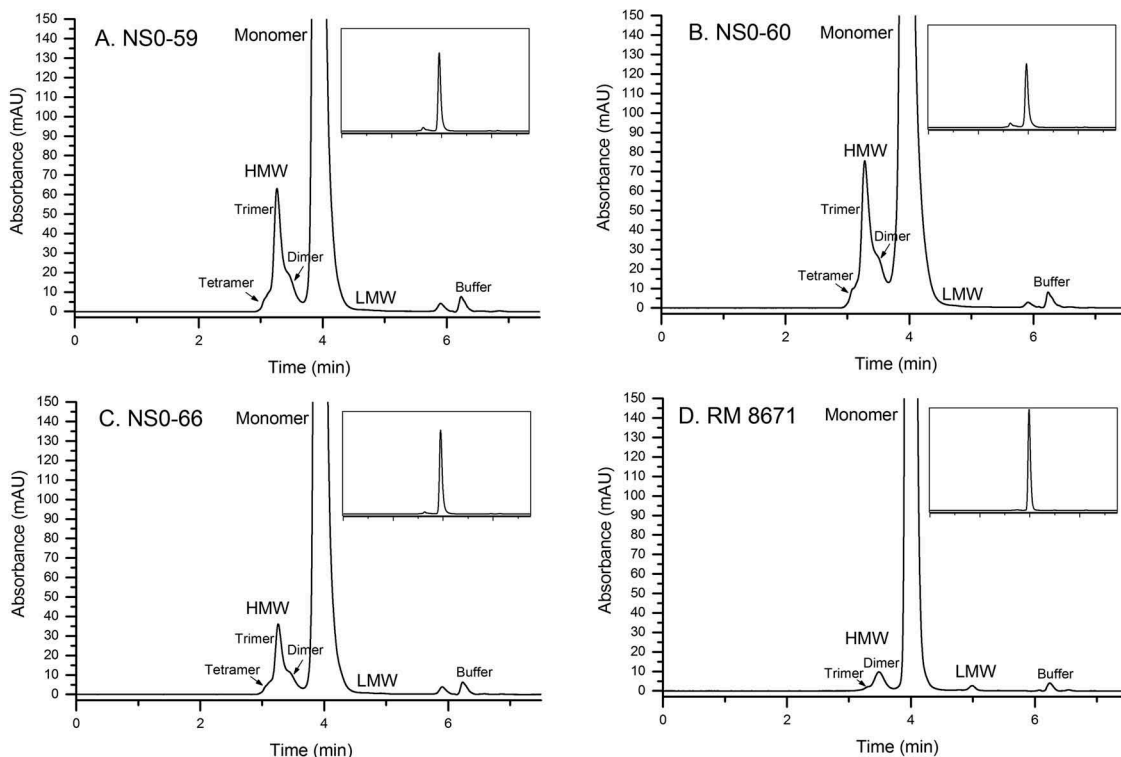 A. NS0-59
Monomer
HMW
Trimer
Dimer
Tetramer
LMW
Buffer
Absorbance (mAU)
150
140
130
120
110
100
90
80
70
60
50
40
30
20
10
0
0 2 4 6
Time (min)
B. NS0-60
Monomer
HMW
Trimer
Dimer
Tetramer
LMW
Buffer
Absorbance (mAU)
150
140
130
120
110
100
90
80
70
60
50
40
30
20
10
0
0 2 4 6
Time (min)
C. NS0-66
Monomer
HMW
Trimer
Dimer
Tetramer
LMW
Buffer
Absorbance (mAU)
150
140
130
120
110
100
90
80
70
60
50
40
30
20
10
0
0 2 4 6
Time (min)
D. RM 8671
Monomer
HMW
Dimer
Trimer
LMW
Buffer
Absorbance (mAU)
150
140
130
120
110
100
90
80
70
60
50
40
30
20
10
0
0 2 4 6
Time (min)